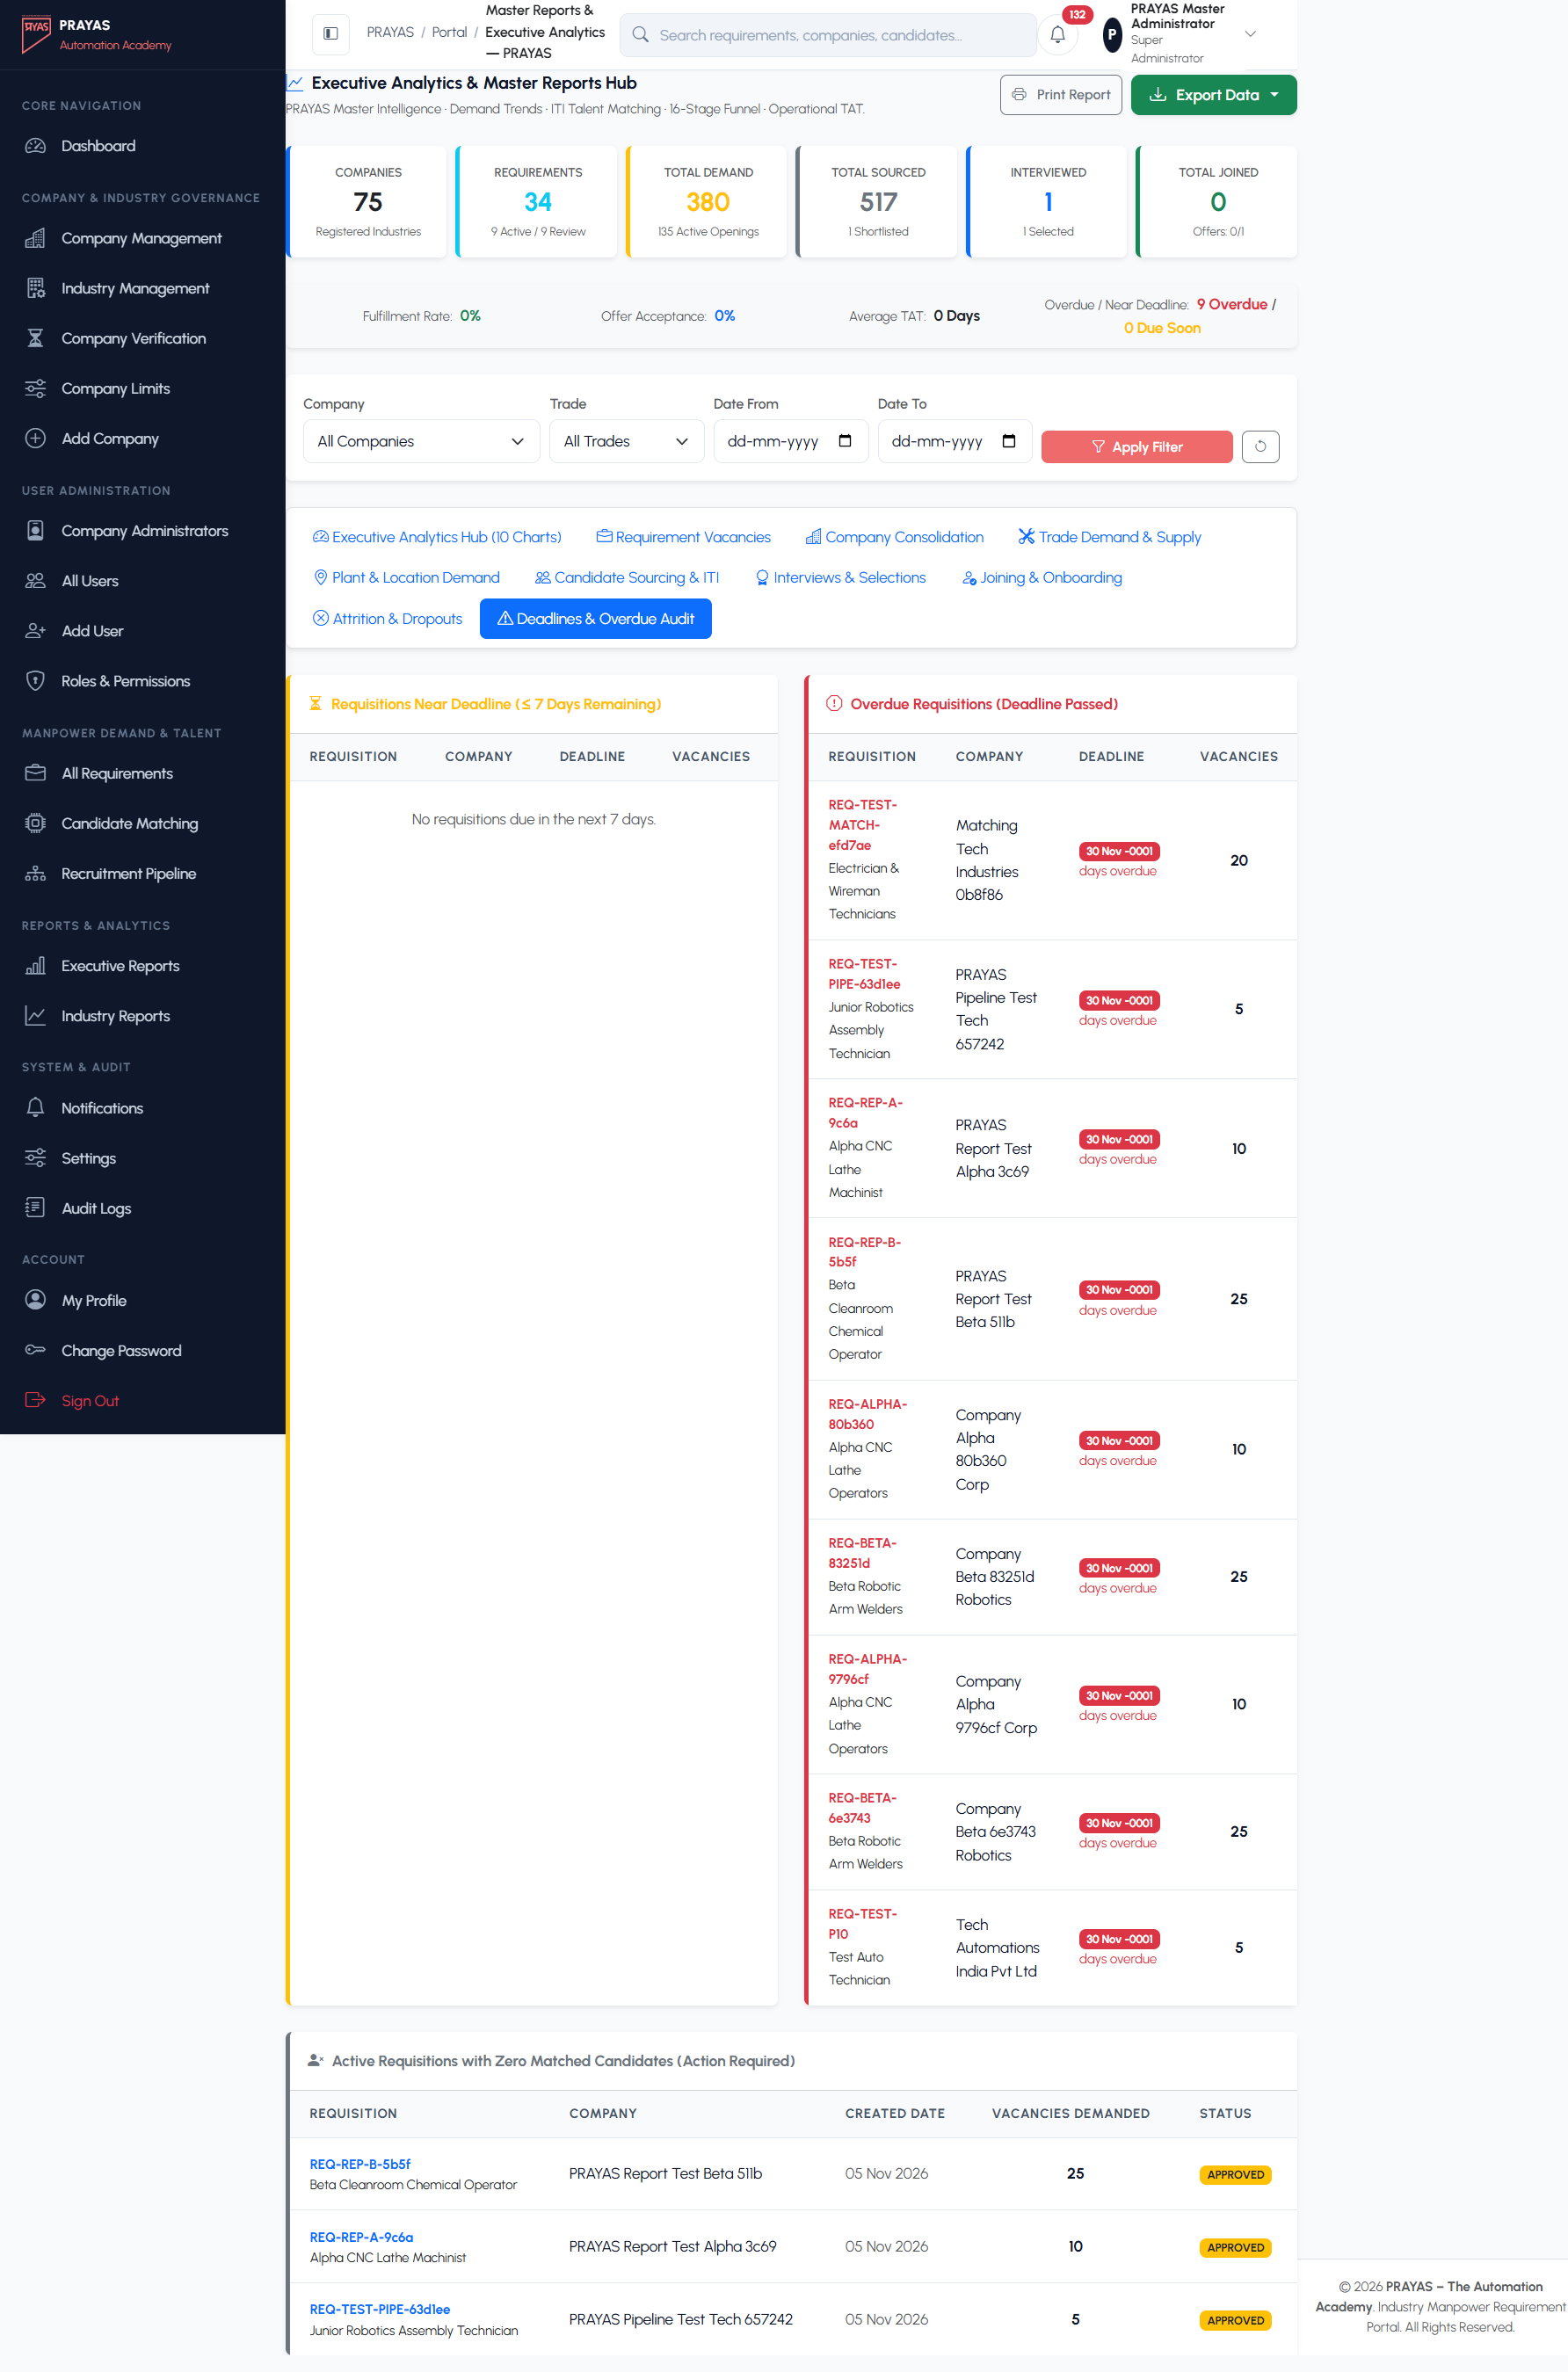 PRAYAS
PRAYAS
Automation Academy
CORE NAVIGATION
Dashboard
COMPANY & INDUSTRY GOVERNANCE
Company Management
Industry Management
Company Verification
Company Limits
Add Company
USER ADMINISTRATION
Company Administrators
All Users
Add User
Roles & Permissions
MANPOWER DEMAND & TALENT
All Requirements
Candidate Matching
Recruitment Pipeline
REPORTS & ANALYTICS
Executive Reports
Industry Reports
SYSTEM & AUDIT
Notifications
Settings
Audit Logs
ACCOUNT
My Profile
Change Password
Sign Out
PRAYAS / Portal / Master Reports &
Executive Analytics
— PRAYAS
Search requirements, companies, candidates...
132
P
PRAYAS Master
Administrator
Super
Administrator
Executive Analytics & Master Reports Hub
PRAYAS Master Intelligence · Demand Trends · ITI Talent Matching · 16-Stage Funnel · Operational TAT.
Print Report
Export Data
COMPANIES
75
Registered Industries
REQUIREMENTS
34
9 Active / 9 Review
TOTAL DEMAND
380
135 Active Openings
TOTAL SOURCED
517
1 Shortlisted
INTERVIEWED
1
1 Selected
TOTAL JOINED
0
Offers: 0/1
Fulfillment Rate: 0%
Offer Acceptance: 0%
Average TAT: 0 Days
Overdue / Near Deadline: 9 Overdue /
0 Due Soon
Company
All Companies
Trade
All Trades
Date From
dd-mm-yyyy
Date To
dd-mm-yyyy
Apply Filter
Executive Analytics Hub (10 Charts)
Requirement Vacancies
Company Consolidation
Trade Demand & Supply
Plant & Location Demand
Candidate Sourcing & ITI
Interviews & Selections
Joining & Onboarding
Attrition & Dropouts
Deadlines & Overdue Audit
Requisitions Near Deadline (≤ 7 Days Remaining)
REQUISITION COMPANY DEADLINE VACANCIES
No requisitions due in the next 7 days.
Overdue Requisitions (Deadline Passed)
REQUISITION COMPANY DEADLINE VACANCIES
REQ-TEST-
MATCH-
efd7ae
Electrician &
Wireman
Technicians
Matching
Tech
Industries
0b8f86
30 Nov -0001
days overdue
20
REQ-TEST-
PIPE-63d1ee
Junior Robotics
Assembly
Technician
PRAYAS
Pipeline Test
Tech
657242
30 Nov -0001
days overdue
5
REQ-REP-A-
9c6a
Alpha CNC
Lathe
Machinist
PRAYAS
Report Test
Alpha 3c69
30 Nov -0001
days overdue
10
REQ-REP-B-
5b5f
Beta
Cleanroom
Chemical
Operator
PRAYAS
Report Test
Beta 511b
30 Nov -0001
days overdue
25
REQ-ALPHA-
80b360
Alpha CNC
Lathe
Operators
Company
Alpha
80b360
Corp
30 Nov -0001
days overdue
10
REQ-BETA-
83251d
Beta Robotic
Arm Welders
Company
Beta 83251d
Robotics
30 Nov -0001
days overdue
25
REQ-ALPHA-
9796cf
Alpha CNC
Lathe
Operators
Company
Alpha
9796cf Corp
30 Nov -0001
days overdue
10
REQ-BETA-
6e3743
Beta Robotic
Arm Welders
Company
Beta 6e3743
Robotics
30 Nov -0001
days overdue
25
REQ-TEST-
P10
Test Auto
Technician
Tech
Automations
India Pvt Ltd
30 Nov -0001
days overdue
5
Active Requisitions with Zero Matched Candidates (Action Required)
REQUISITION COMPANY CREATED DATE VACANCIES DEMANDED STATUS
REQ-REP-B-5b5f
Beta Cleanroom Chemical Operator
PRAYAS Report Test Beta 511b
05 Nov 2026
25
APPROVED
REQ-REP-A-9c6a
Alpha CNC Lathe Machinist
PRAYAS Report Test Alpha 3c69
05 Nov 2026
10
APPROVED
REQ-TEST-PIPE-63d1ee
Junior Robotics Assembly Technician
PRAYAS Pipeline Test Tech 657242
05 Nov 2026
5
APPROVED
© 2026 PRAYAS – The Automation
Academy. Industry Manpower Requirement
Portal. All Rights Reserved.